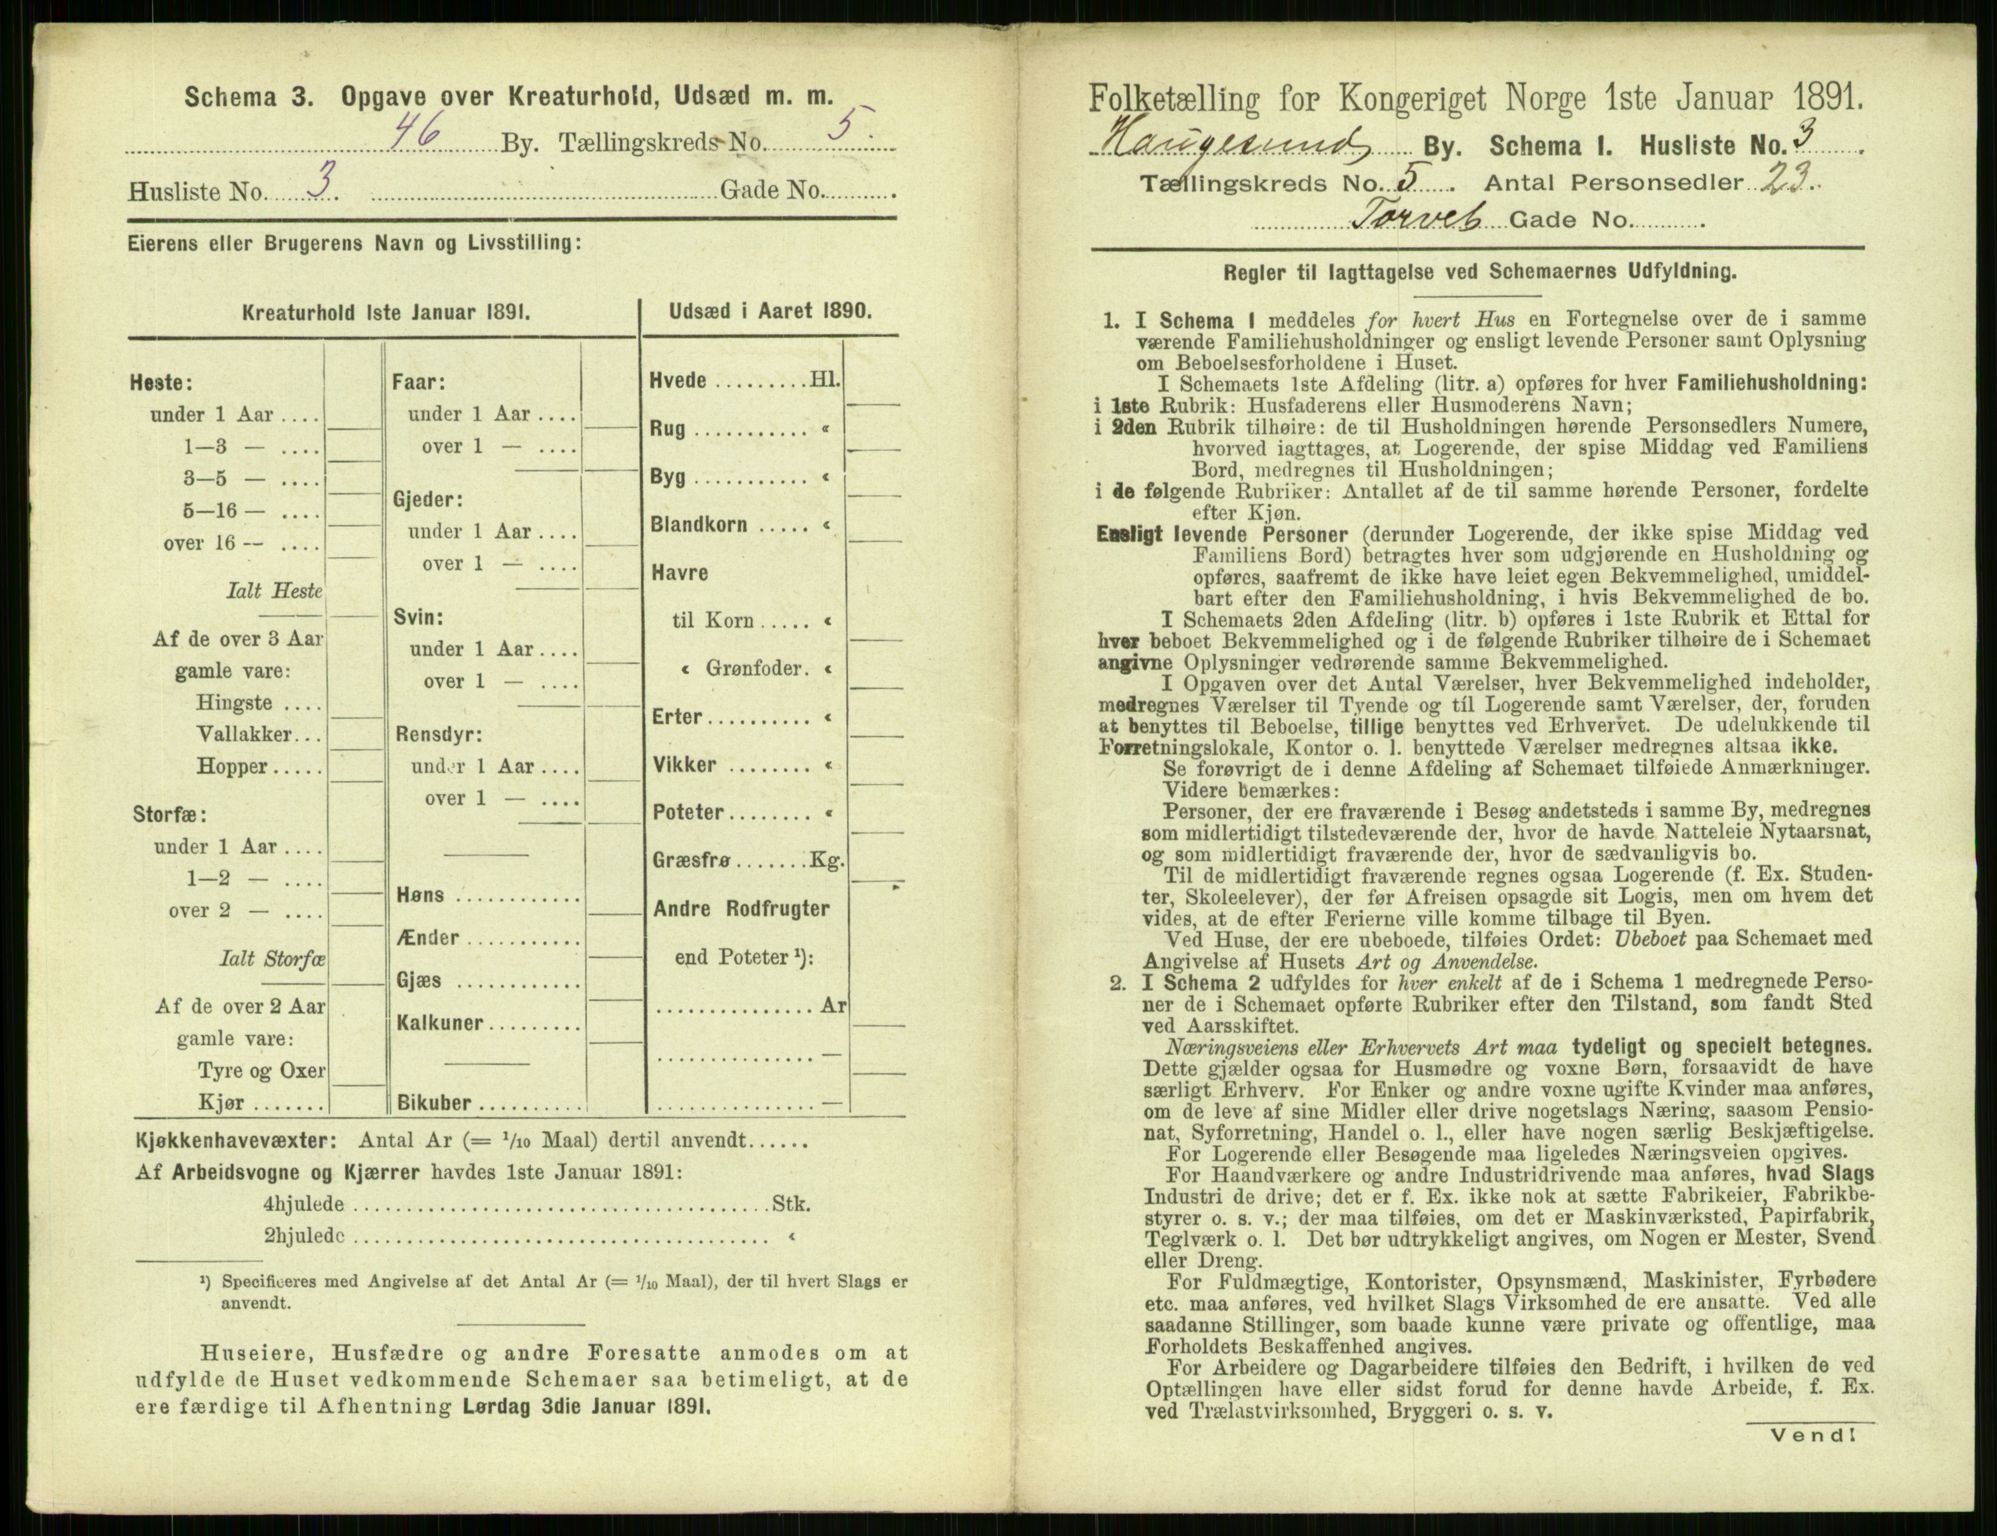 Schema 3. Opgave over Kreaturhold, Udsæd m. m.
46 By. Tællingskreds No. 5.
Husliste No. 3. Gade No. .
Eierens eller Brugerens Navn og Livsstilling:
Kreaturhold 1ste Januar 1891.
Heste:
under 1 Aar ....
1—3 — ....
3—5 — ....
5—16 — ....
over 16 — ....
Ialt Heste
Af de over 3 Aar
gamle vare:
Hingste ....
Vallakker...
Hopper.....
Storfæ:
under 1 Aar ....
1—2 — ....
over 2 — ....
Ialt Storfæ
Af de over 2 Aar
gamle vare:
Tyre og Oxer
Kjør .......
Faar:
under 1 Aar ....
over 1 — ....
Gjeder:
under 1 Aar ....
over 1 — ....
Svin:
under 1 Aar ....
over 1 — ....
Rensdyr:
under 1 Aar ....
over 1 — ....
Høns ............
Ænder ...........
Gjæs ............
Kalkuner.........
Bikuber ..........
Udsæd i Aaret 1890.
Hvede .........Hl.
Rug ........... «
Byg ........... «
Blandkorn ..... «
Havre
til Korn ..... «
« Grønfoder. «
Erter.......... «
Vikker ........ «
Poteter........ «
Græsfrø .......Kg.
Andre Rodfrugter
end Poteter ¹):
............... Ar
............... —
............... —
Kjøkkenhavevæxter: Antal Ar (= 1/10 Maal) dertil anvendt......
Af Arbeidsvogne og Kjærrer havdes 1ste Januar 1891:
4hjulede ....................................... Stk.
2hjulede ....................................... «
¹) Specificeres med Angivelse af det Antal Ar (= 1/10 Maal), der til hvert Slags er
anvendt.
Huseiere, Husfædre og andre Foresatte anmodes om at
udfylde de Huset vedkommende Schemaer saa betimeligt, at de
ere færdige til Afhentning Lørdag 3die Januar 1891.
Folketælling for Kongeriget Norge 1ste Januar 1891.
Haugesund By. Schema I. Husliste No. 3.
Tællingskreds No. 5. Antal Personsedler 23.
Torvet Gade No. .
Regler til Iagttagelse ved Schemaernes Udfyldning.
1. I Schema 1 meddeles for hvert Hus en Fortegnelse over de i samme
værende Familiehusholdninger og ensligt levende Personer samt Oplysning
om Beboelsesforholdene i Huset.
I Schemaets 1ste Afdeling (litr. a) opføres for hver Familiehusholdning:
i 1ste Rubrik: Husfaderens eller Husmoderens Navn;
i 2den Rubrik tilhøire: de til Husholdningen hørende Personsedlers Numere,
hvorved iagttages, at Logerende, der spise Middag ved Familiens
Bord, medregnes til Husholdningen;
i de følgende Rubriker: Antallet af de til samme hørende Personer, fordelte
efter Kjøn.
Ensligt levende Personer (derunder Logerende, der ikke spise Middag ved
Familiens Bord) betragtes hver som udgjørende en Husholdning og
opføres, saafremt de ikke have leiet egen Bekvemmelighed, umiddel-
bart efter den Familiehusholdning, i hvis Bekvemmelighed de bo.
I Schemaets 2den Afdeling (litr. b) opføres i 1ste Rubrik et Ettal for
hver beboet Bekvemmelighed og i de følgende Rubriker tilhøire de i Schemaet
angivne Oplysninger vedrørende samme Bekvemmelighed.
I Opgaven over det Antal Værelser, hver Bekvemmelighed indeholder,
medregnes Værelser til Tyende og til Logerende samt Værelser, der, foruden
at benyttes til Beboelse, tillige benyttes ved Erhvervet. De udelukkende til
Forretningslokale, Kontor o. l. benyttede Værelser medregnes altsaa ikke.
Se forøvrigt de i denne Afdeling af Schemaet tilføiede Anmærkninger.
Videre bemærkes:
Personer, der ere fraværende i Besøg andetsteds i samme By, medregnes
som midlertidigt tilstedeværende der, hvor de havde Natteleie Nytaarsnat,
og som midlertidigt fraværende der, hvor de sædvanligvis bo.
Til de midlertidigt fraværende regnes ogsaa Logerende (f. Ex. Studen-
ter, Skoleelever), der før Afreisen opsagde sit Logis, men om hvem det
vides, at de efter Ferierne ville komme tilbage til Byen.
Ved Huse, der ere ubeboede, tilføies Ordet: Ubeboet paa Schemaet med
Angivelse af Husets Art og Anvendelse.
2. I Schema 2 udfyldes for hver enkelt af de i Schema 1 medregnede Perso-
ner de i Schemaet opførte Rubriker efter den Tilstand, som fandt Sted
ved Aarsskiftet.
Næringsveiens eller Erhvervets Art maa tydeligt og specielt betegnes.
Dette gjælder ogsaa for Husmødre og voxne Børn, forsaavidt de have
særligt Erhverv. For Enker og andre voxne ugifte Kvinder maa anføres,
om de leve af sine Midler eller drive nogetslags Næring, saasom Pensio-
nat, Syforretning, Handel o. l., eller have nogen særlig Beskjæftigelse.
For Logerende eller Besøgende maa ligeledes Næringsveien opgives.
For Haandværkere og andre Industridrivende maa anføres, hvad Slags
Industri de drive; det er f. Ex. ikke nok at sætte Fabrikeier, Fabrikbe-
styrer o. s. v.; der maa tilføies, om det er Maskinværksted, Papirfabrik,
Teglværk o. l. Det bør udtrykkeligt angives, om Nogen er Mester, Svend
eller Dreng.
For Fuldmægtige, Kontorister, Opsynsmænd, Maskinister, Fyrbødere
etc. maa anføres, ved hvilket Slags Virksomhed de ere ansatte. Ved alle
saadanne Stillinger, som baade kunne være private og offentlige, maa
Forholdets Beskaffenhed angives.
For Arbeidere og Dagarbeidere tilføies den Bedrift, i hvilken de ved
Optællingen have eller sidst forud for denne havde Arbeide, f. Ex.
ved Trælastvirksomhed, Bryggeri o. s. v.
Vend!